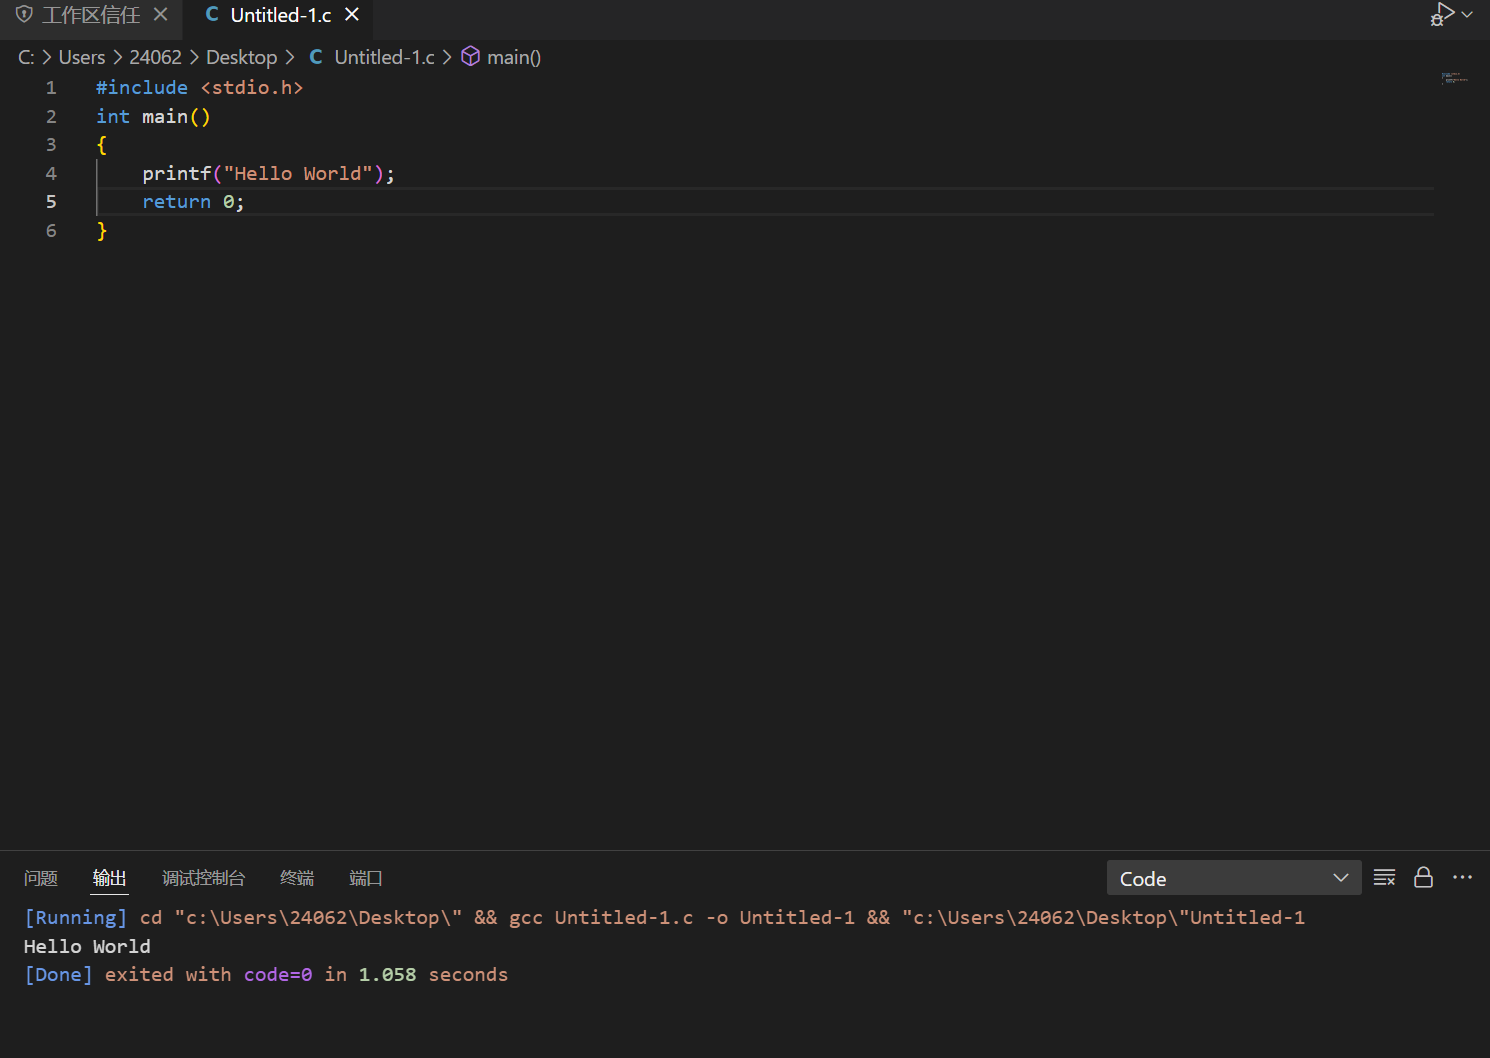 工作区信任 Untitled-1.c
C: > Users > 24062 > Desktop > C Untitled-1.c > main()
1 #include <stdio.h>
2 int main()
3 {
4     printf("Hello World");
5     return 0;
6 }
问题 输出 调试控制台 终端 端口 Code
[Running] cd "c:\Users\24062\Desktop\" && gcc Untitled-1.c -o Untitled-1 && "c:\Users\24062\Desktop\"Untitled-1
Hello World
[Done] exited with code=0 in 1.058 seconds